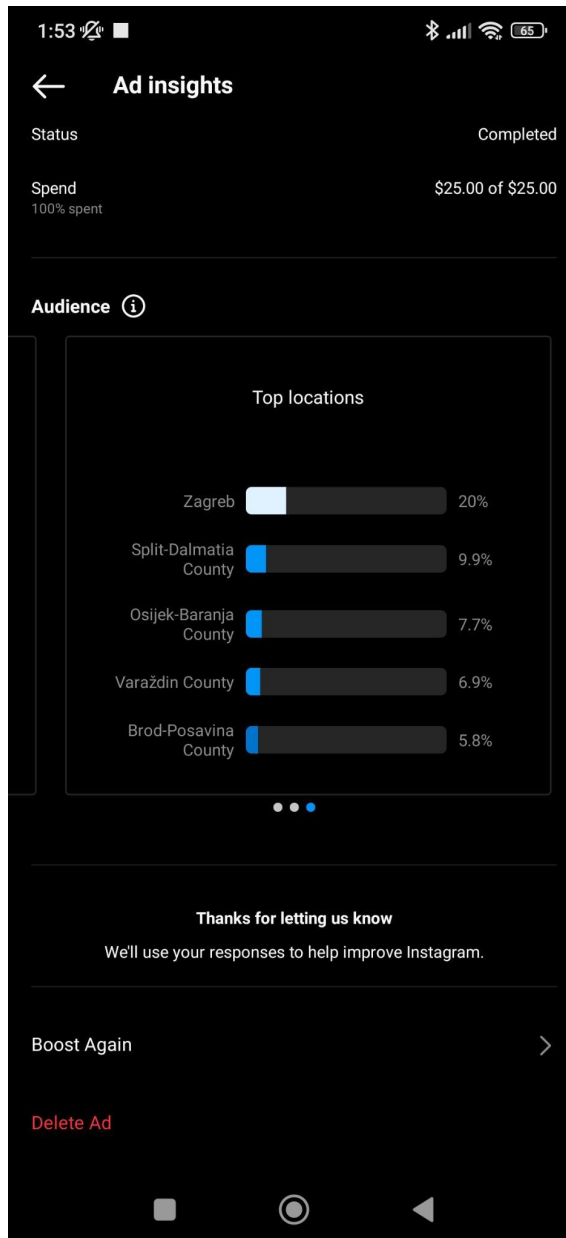 1:53
65
Ad insights
Status
Completed
Spend
$25.00 of $25.00
100% spent
Audience
Top locations
Zagreb
20%
Split-Dalmatia
County
9.9%
Osijek-Baranja
County
7.7%
Varaždin County
6.9%
Brod-Posavina
County
5.8%
Thanks for letting us know
We'll use your responses to help improve Instagram.
Boost Again
Delete Ad